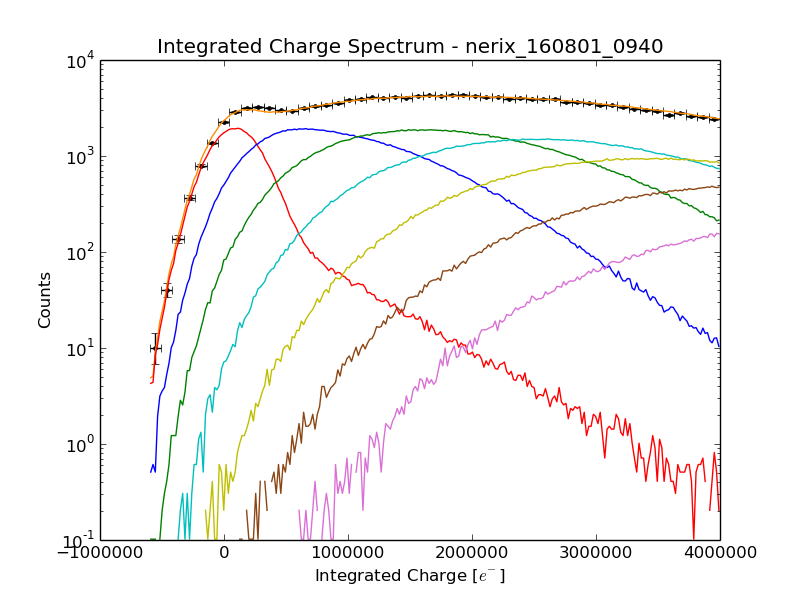 Integrated Charge Spectrum - nerix_160801_0940
Counts
10^4
10^3
10^2
10^1
10^0
10^-1
−1000000 0 1000000 2000000 3000000 4000000
Integrated Charge [e^-]